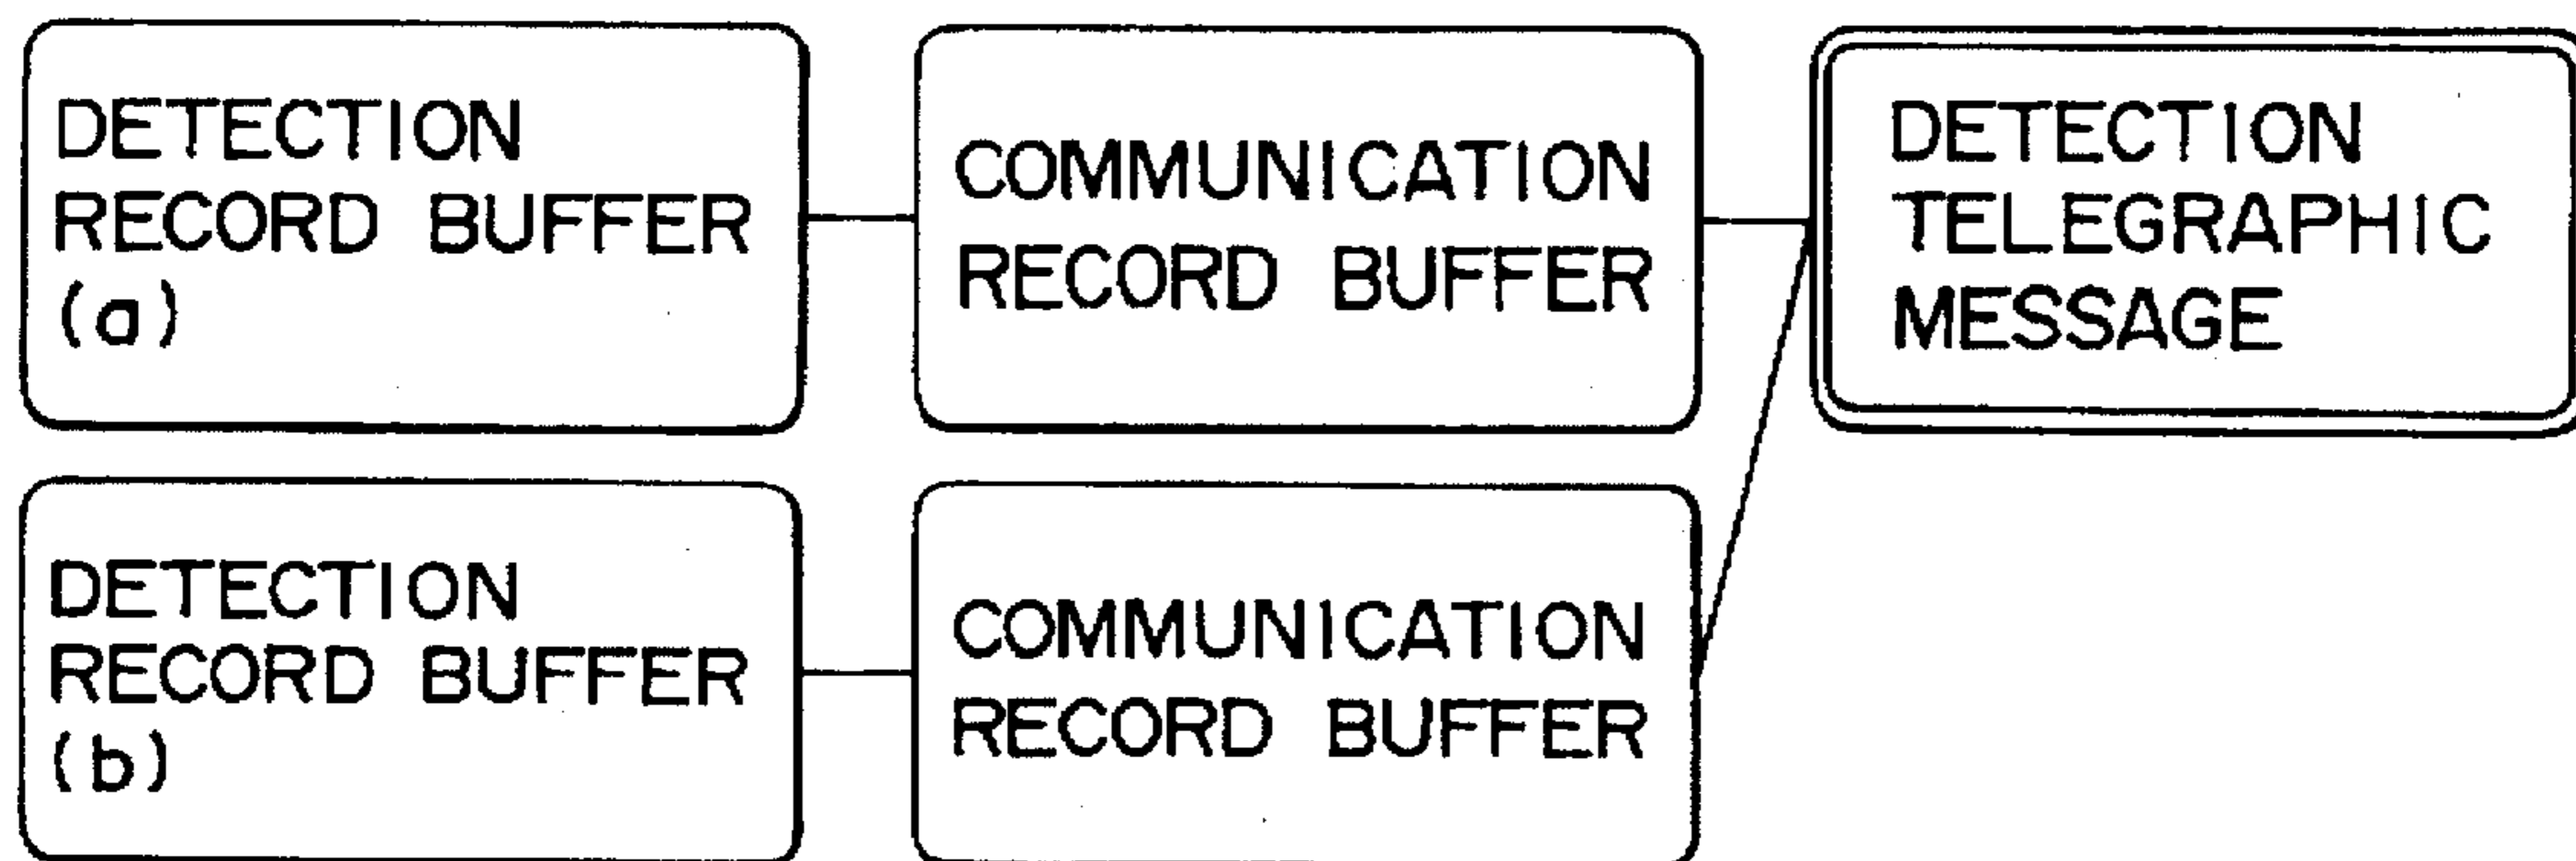 DETECTION
RECORD BUFFER
(a)
COMMUNICATION
RECORD BUFFER
DETECTION
TELEGRAPHIC
MESSAGE
DETECTION
RECORD BUFFER
(b)
COMMUNICATION
RECORD BUFFER